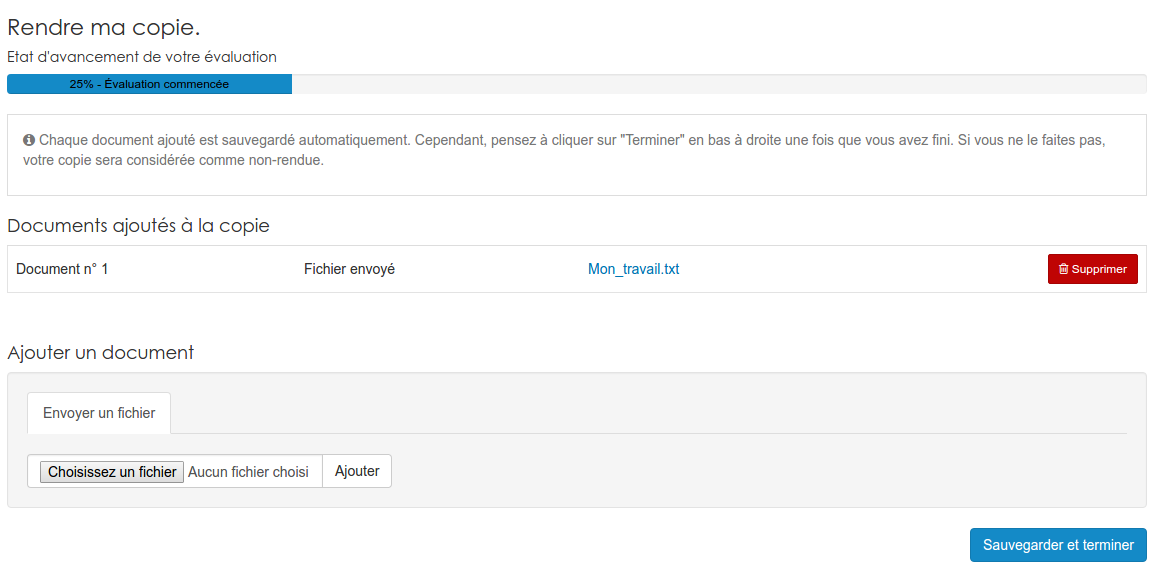 Rendre ma copie.
Etat d'avancement de votre évaluation
25% - Évaluation commencée
Chaque document ajouté est sauvegardé automatiquement. Cependant, pensez à cliquer sur "Terminer" en bas à droite une fois que vous avez fini. Si vous ne le faites pas,
votre copie sera considérée comme non-rendue.
Documents ajoutés à la copie
Document n° 1 Fichier envoyé Mon_travail.txt Supprimer
Ajouter un document
Envoyer un fichier
Choisissez un fichier Aucun fichier choisi Ajouter
Sauvegarder et terminer